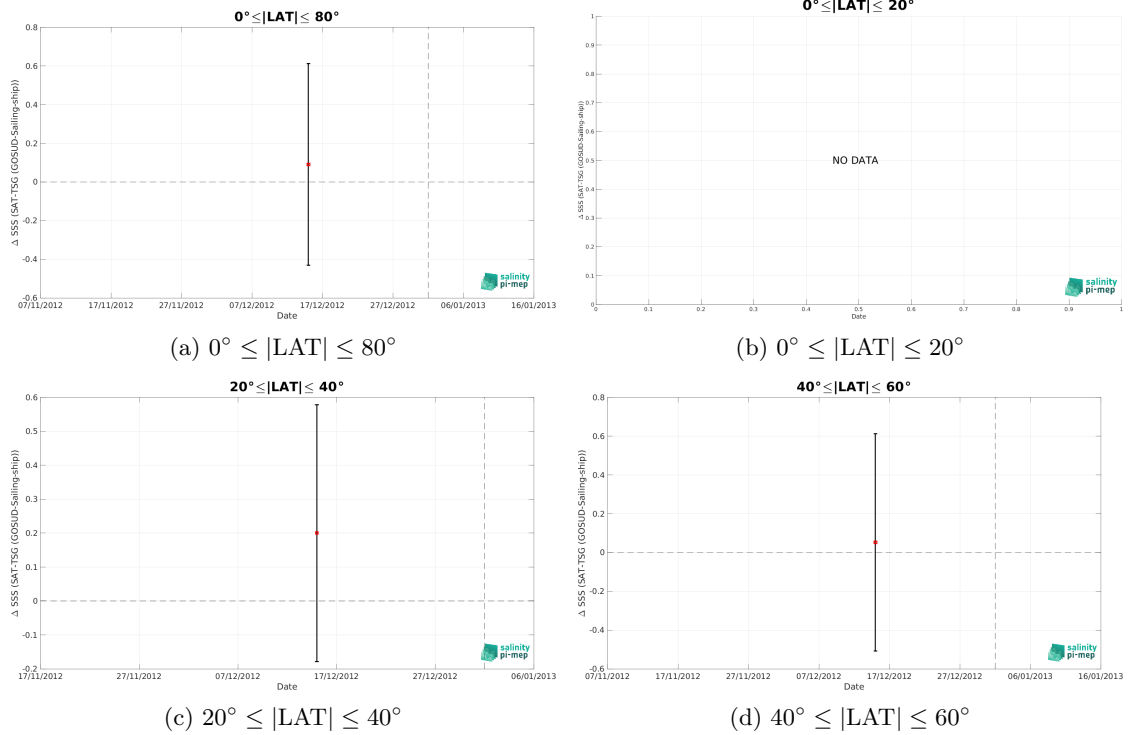 0°≤|LAT|≤ 80°
0.8
0.6
0.4
0.2
0
-0.2
-0.4
-0.6
Δ SSS (SAT-TSG (GOSUD-Sailing-ship))
07/11/2012 17/11/2012 27/11/2012 07/12/2012 17/12/2012 27/12/2012 06/01/2013 16/01/2013
Date
salinity
pi-mep
(a) 0° ≤ |LAT| ≤ 80°
0°≤|LAT|≤ 20°
1
0.9
0.8
0.7
0.6
0.5
0.4
0.3
0.2
0.1
0
Δ SSS (SAT-TSG (GOSUD-Sailing-ship))
NO DATA
0 0.1 0.2 0.3 0.4 0.5 0.6 0.7 0.8 0.9 1
Date
salinity
pi-mep
(b) 0° ≤ |LAT| ≤ 20°
20°≤|LAT|≤ 40°
0.6
0.5
0.4
0.3
0.2
0.1
0
-0.1
-0.2
Δ SSS (SAT-TSG (GOSUD-Sailing-ship))
17/11/2012 27/11/2012 07/12/2012 17/12/2012 27/12/2012 06/01/2013
Date
salinity
pi-mep
(c) 20° ≤ |LAT| ≤ 40°
40°≤|LAT|≤ 60°
0.8
0.6
0.4
0.2
0
-0.2
-0.4
-0.6
Δ SSS (SAT-TSG (GOSUD-Sailing-ship))
07/11/2012 17/11/2012 27/11/2012 07/12/2012 17/12/2012 27/12/2012 06/01/2013 16/01/2013
Date
salinity
pi-mep
(d) 40° ≤ |LAT| ≤ 60°